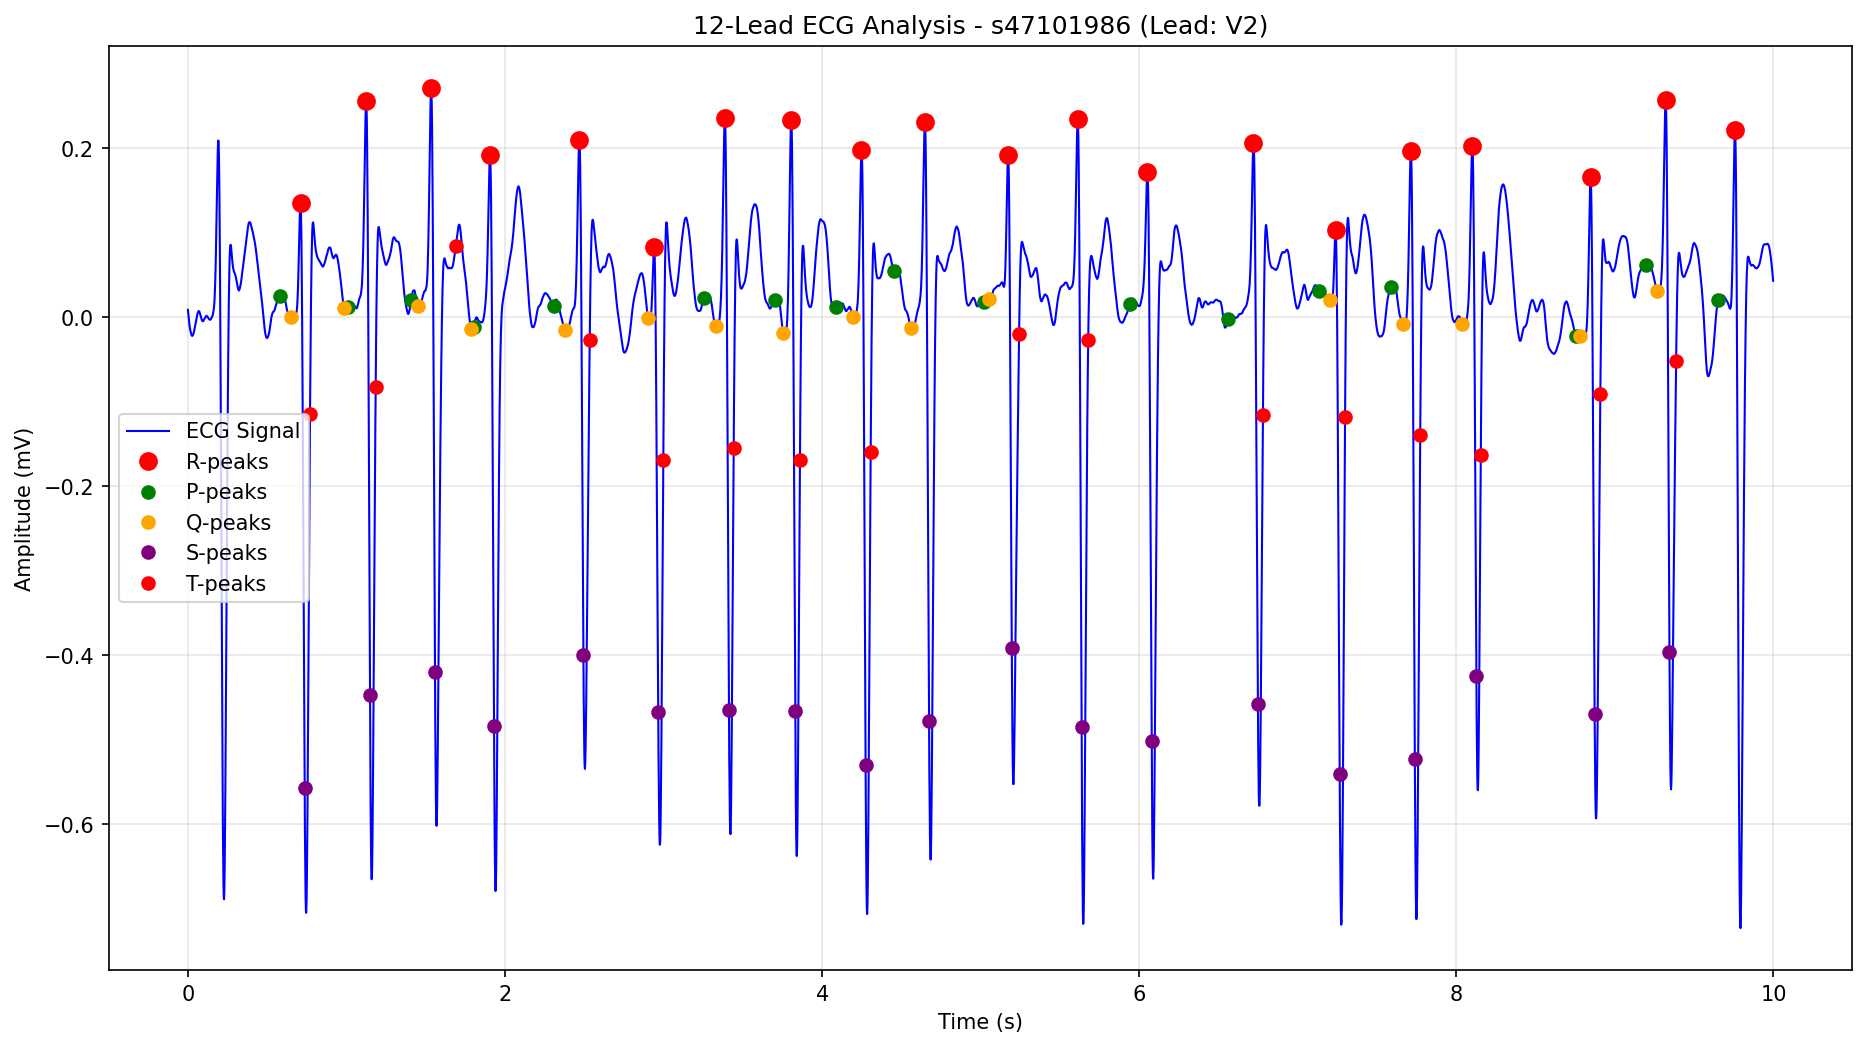 12-Lead ECG Analysis - s47101986 (Lead: V2)
0.2
0.0
−0.2
−0.4
−0.6
Amplitude (mV)
ECG Signal
R-peaks
P-peaks
Q-peaks
S-peaks
T-peaks
0 2 4 6 8 10
Time (s)